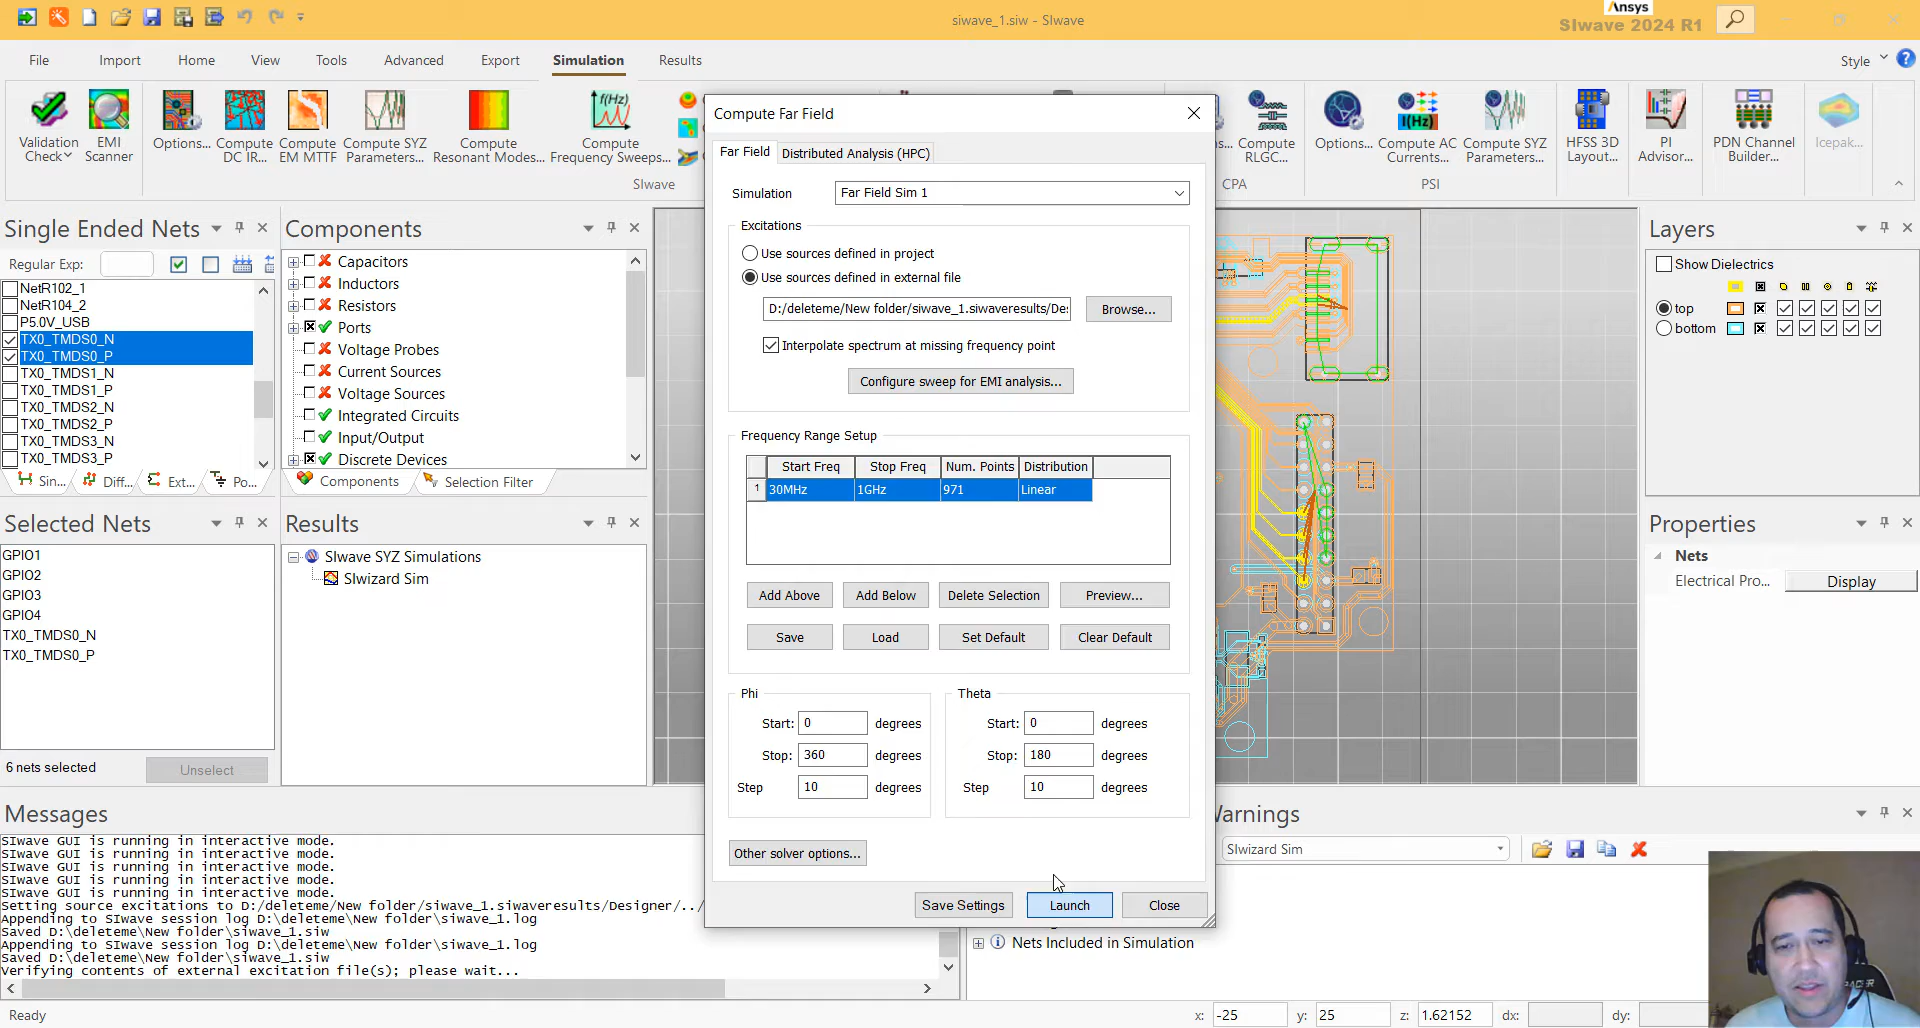 siwave_1.siw - SIwave
Ansys
SIwave 2024 R1
File Import Home View Tools Advanced Export Simulation Results Style
Validation Check
EMI Scanner
Options...
Compute DC IR...
Compute EM MTTF
Compute SYZ Parameters...
Compute Resonant Modes...
Compute Frequency Sweeps...
SIwave
Compute RLGC...
CPA
Options...
Compute AC Currents...
Compute SYZ Parameters...
PSI
HFSS 3D Layout...
PI Advisor...
PDN Channel Builder...
Icepak...
Single Ended Nets
Regular Exp:
NetR102_1
NetR104_2
P5.0V_USB
TX0_TMDS0_N
TX0_TMDS0_P
TX0_TMDS1_N
TX0_TMDS1_P
TX0_TMDS2_N
TX0_TMDS2_P
TX0_TMDS3_N
TX0_TMDS3_P
Sin... Diff... Ext... Po...
Components
Capacitors
Inductors
Resistors
Ports
Voltage Probes
Current Sources
Voltage Sources
Integrated Circuits
Input/Output
Discrete Devices
Components Selection Filter
Selected Nets
GPIO1
GPIO2
GPIO3
GPIO4
TX0_TMDS0_N
TX0_TMDS0_P
6 nets selected
Unselect
Results
SIwave SYZ Simulations
SIwizard Sim
Compute Far Field
Far Field Distributed Analysis (HPC)
Simulation Far Field Sim 1
Excitations
Use sources defined in project
Use sources defined in external file
D:/deleteme/New folder/siwave_1.siwaveresults/De: Browse...
Interpolate spectrum at missing frequency point
Configure sweep for EMI analysis...
Frequency Range Setup
Start Freq Stop Freq Num. Points Distribution
1 30MHz 1GHz 971 Linear
Add Above Add Below Delete Selection Preview...
Save Load Set Default Clear Default
Phi
Start: 0 degrees
Stop: 360 degrees
Step 10 degrees
Theta
Start: 0 degrees
Stop: 180 degrees
Step 10 degrees
Other solver options...
Save Settings Launch Close
Layers
Show Dielectrics
top
bottom
Properties
Nets
Electrical Pro... Display
Messages
SIwave GUI is running in interactive mode.
SIwave GUI is running in interactive mode.
SIwave GUI is running in interactive mode.
SIwave GUI is running in interactive mode.
SIwave GUI is running in interactive mode.
Setting source excitations to D:/deleteme/New folder/siwave_1.siwaveresults/Designer/../
Appending to SIwave session log D:\deleteme\New folder\siwave_1.log
Saved D:\deleteme\New folder\siwave_1.siw
Appending to SIwave session log D:\deleteme\New folder\siwave_1.log
Saved D:\deleteme\New folder\siwave_1.siw
Verifying contents of external excitation file(s); please wait...
Warnings
SIwizard Sim
Nets Included in Simulation
Ready
x: -25 y: 25 z: 1.62152 dx: dy: